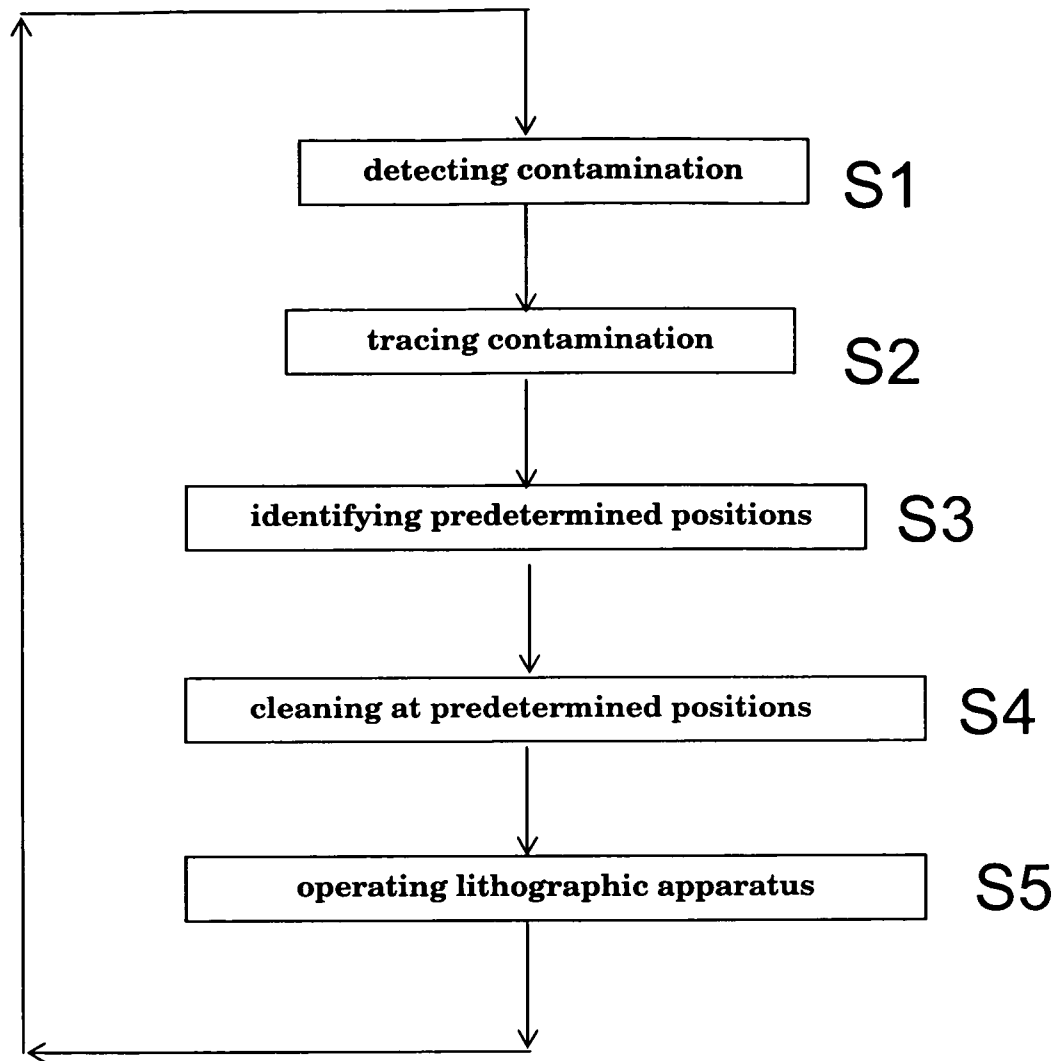 detecting contamination S1
tracing contamination S2
identifying predetermined positions S3
cleaning at predetermined positions S4
operating lithographic apparatus S5